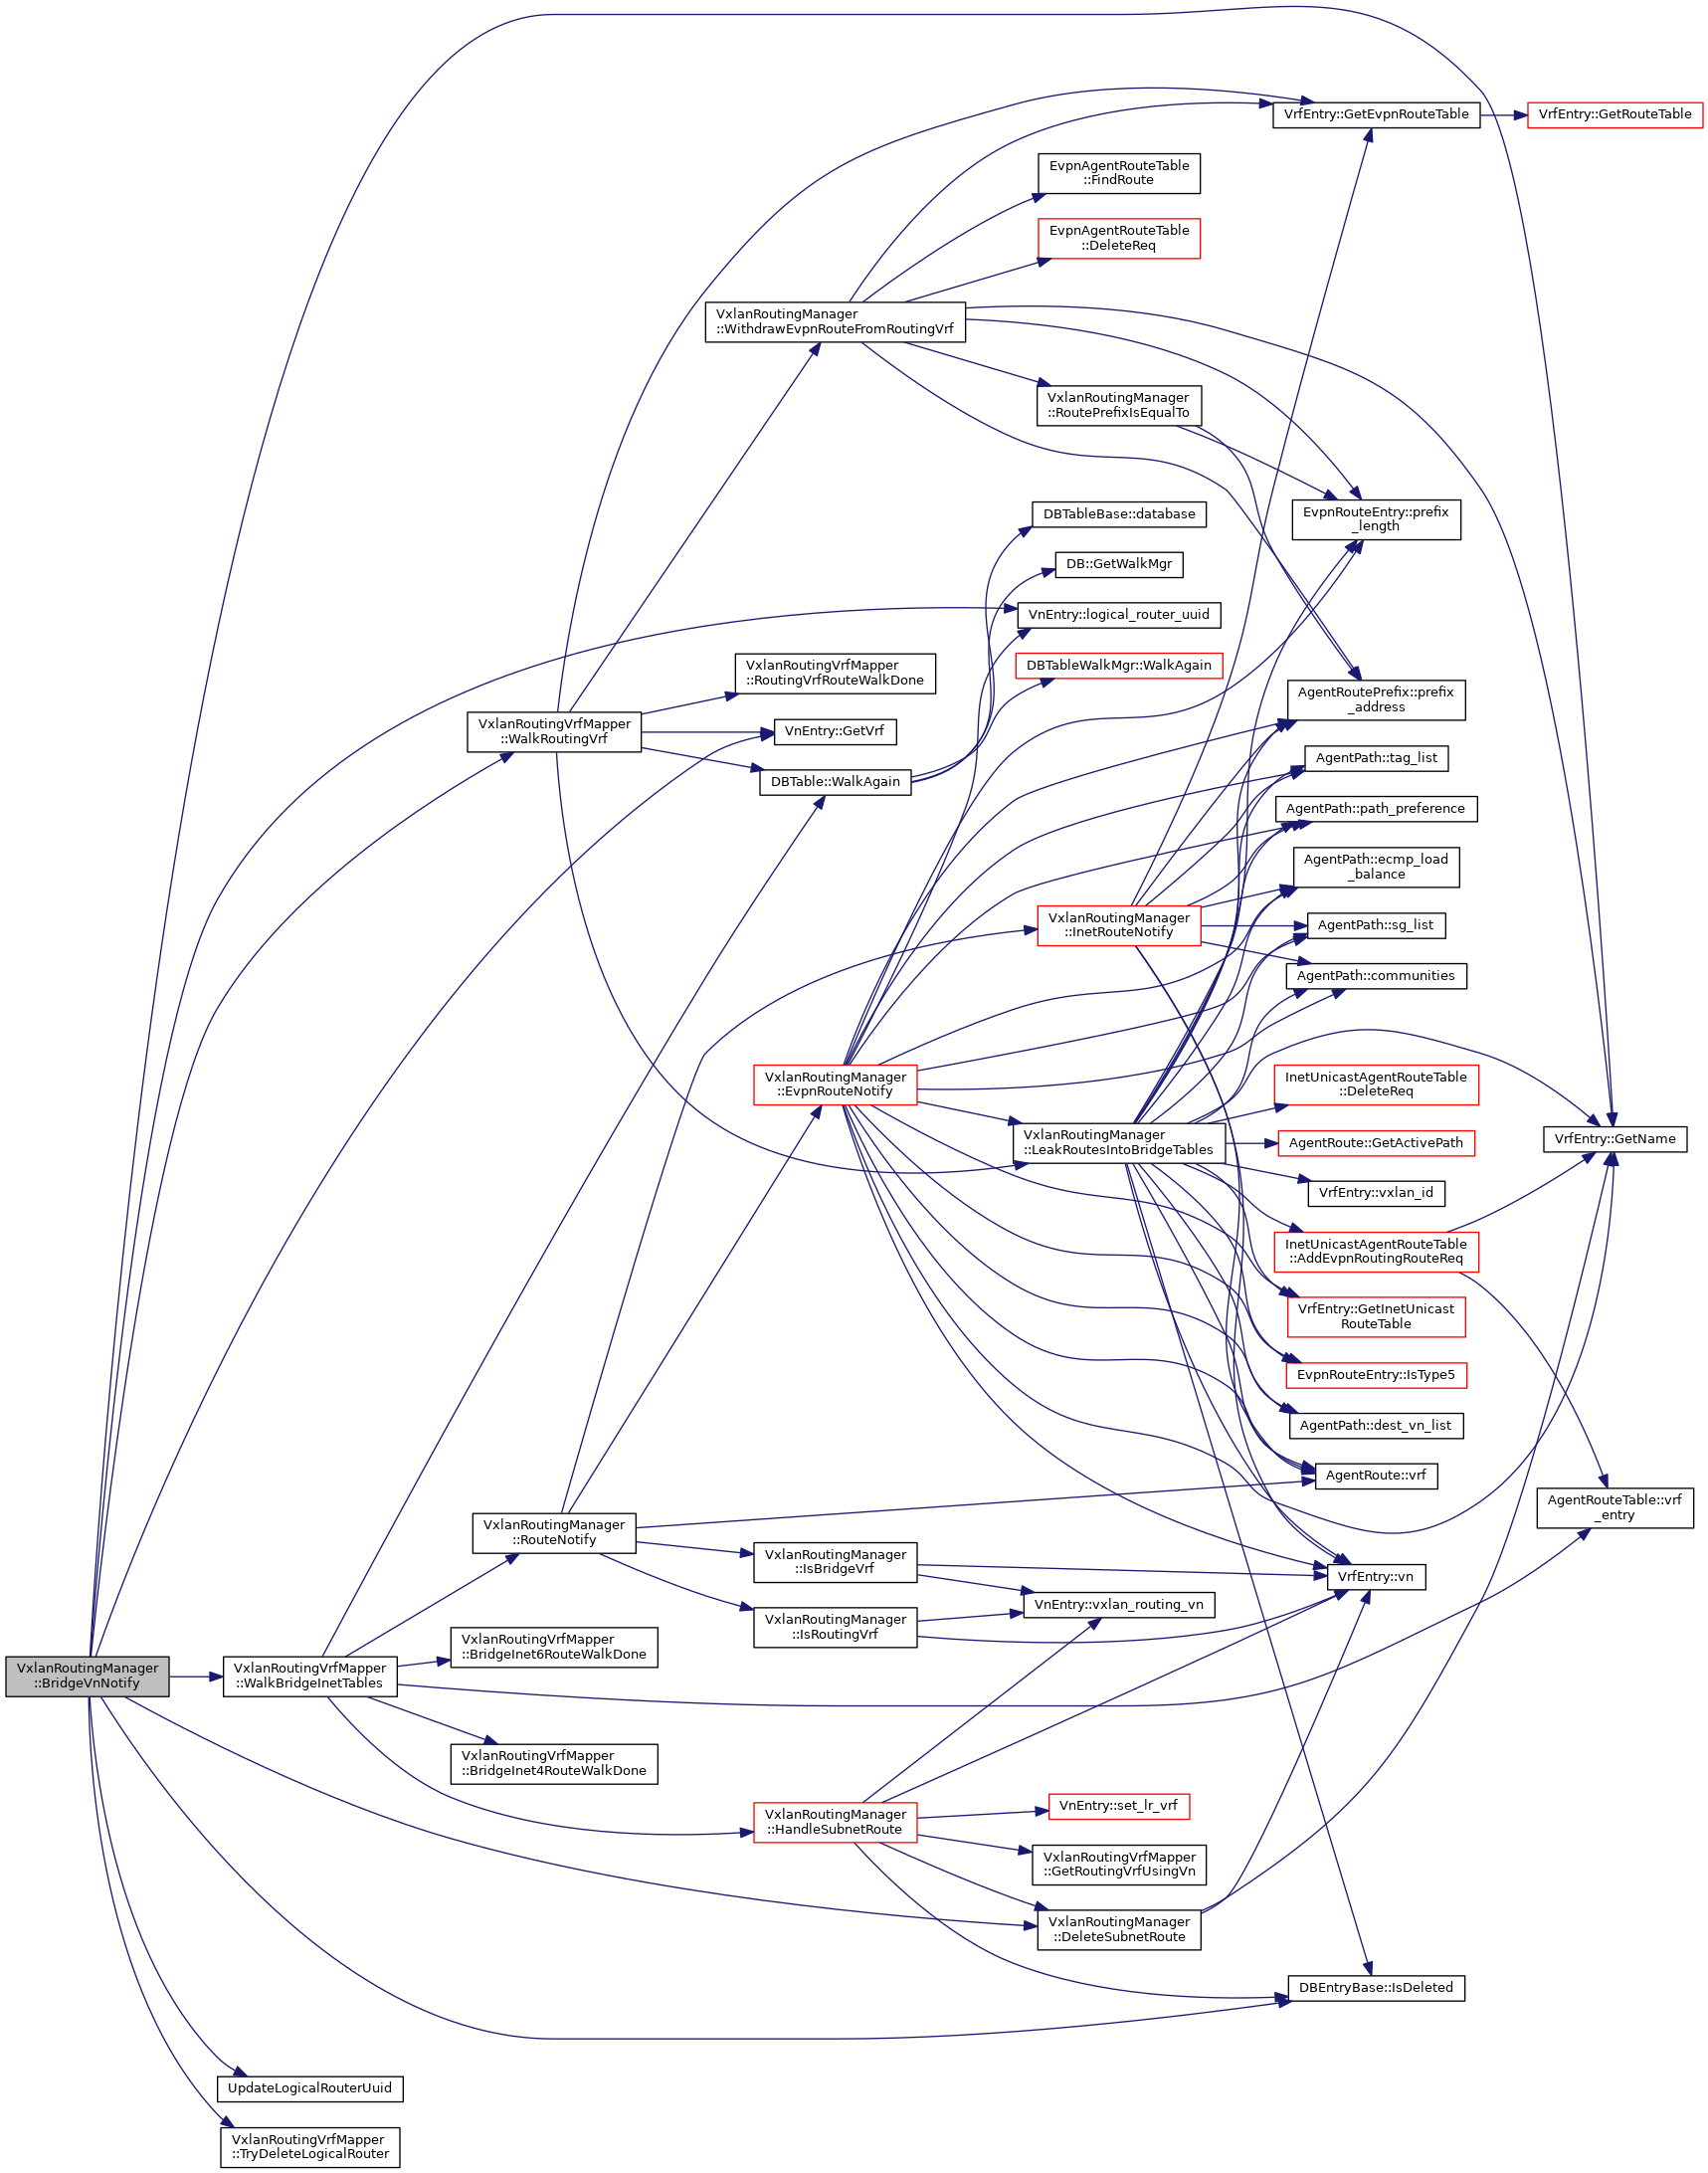 VrfEntry::GetEvpnRouteTable
VrfEntry::GetRouteTable
EvpnAgentRouteTable
::FindRoute
EvpnAgentRouteTable
::DeleteReq
VxlanRoutingManager
::WithdrawEvpnRouteFromRoutingVrf
VxlanRoutingManager
::RoutePrefixIsEqualTo
DBTableBase::database
EvpnRouteEntry::prefix
_length
DB::GetWalkMgr
VnEntry::logical_router_uuid
DBTableWalkMgr::WalkAgain
VxlanRoutingVrfMapper
::RoutingVrfRouteWalkDone
AgentRoutePrefix::prefix
_address
VxlanRoutingVrfMapper
::WalkRoutingVrf
VnEntry::GetVrf
DBTable::WalkAgain
AgentPath::tag_list
AgentPath::path_preference
AgentPath::ecmp_load
_balance
VxlanRoutingManager
::InetRouteNotify
AgentPath::sg_list
AgentPath::communities
VxlanRoutingManager
::EvpnRouteNotify
InetUnicastAgentRouteTable
::DeleteReq
VxlanRoutingManager
::LeakRoutesIntoBridgeTables
AgentRoute::GetActivePath
VrfEntry::GetName
VrfEntry::vxlan_id
InetUnicastAgentRouteTable
::AddEvpnRoutingRouteReq
VrfEntry::GetInetUnicast
RouteTable
EvpnRouteEntry::IsType5
AgentPath::dest_vn_list
AgentRoute::vrf
AgentRouteTable::vrf
_entry
VxlanRoutingManager
::RouteNotify
VxlanRoutingManager
::IsBridgeVrf
VrfEntry::vn
VnEntry::vxlan_routing_vn
VxlanRoutingManager
::IsRoutingVrf
VxlanRoutingVrfMapper
::BridgeInet6RouteWalkDone
VxlanRoutingManager
::BridgeVnNotify
VxlanRoutingVrfMapper
::WalkBridgeInetTables
VxlanRoutingVrfMapper
::BridgeInet4RouteWalkDone
VnEntry::set_lr_vrf
VxlanRoutingManager
::HandleSubnetRoute
VxlanRoutingVrfMapper
::GetRoutingVrfUsingVn
VxlanRoutingManager
::DeleteSubnetRoute
DBEntryBase::IsDeleted
UpdateLogicalRouterUuid
VxlanRoutingVrfMapper
::TryDeleteLogicalRouter